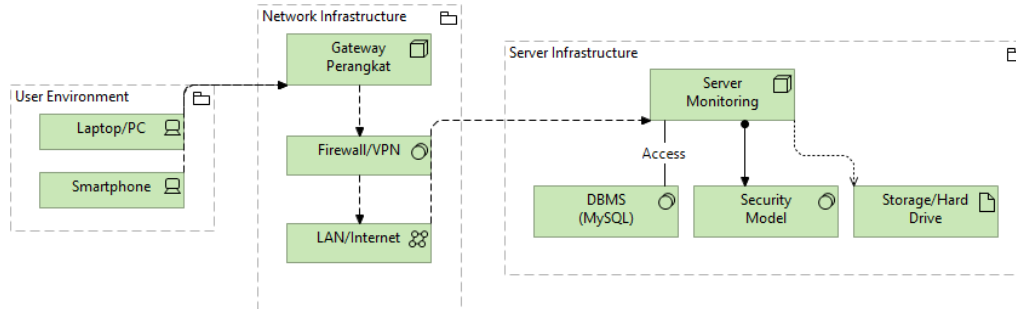 Network Infrastructure
Gateway
Perangkat
Server Infrastructure
Server
Monitoring
User Environment
Laptop/PC
Firewall/VPN
Access
Smartphone
DBMS
(MySQL)
Security
Model
Storage/Hard
Drive
LAN/Internet